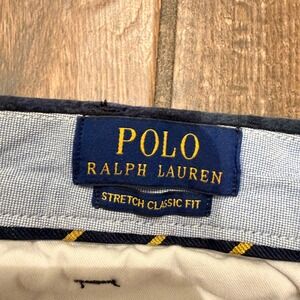 POLO
RALPH LAUREN
STRETCH CLASSIC FIT